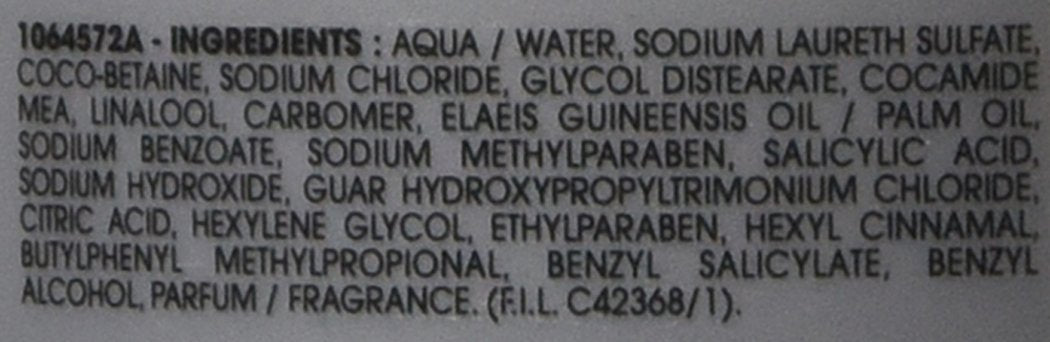 1064572A - INGREDIENTS : AQUA / WATER, SODIUM LAURETH SULFATE,
COCO-BETAINE, SODIUM CHLORIDE, GLYCOL DISTEARATE, COCAMIDE
MEA, LINALOOL, CARBOMER, ELAEIS GUINEENSIS OIL / PALM OIL,
SODIUM BENZOATE, SODIUM METHYLPARABEN, SALICYLIC ACID,
SODIUM HYDROXIDE, GUAR HYDROXYPROPYLTRIMONIUM CHLORIDE,
CITRIC ACID, HEXYLENE GLYCOL, ETHYLPARABEN, HEXYL CINNAMAL,
BUTYLPHENYL METHYLPROPIONAL, BENZYL SALICYLATE, BENZYL
ALCOHOL, PARFUM / FRAGRANCE. (F.I.L. C42368/1).